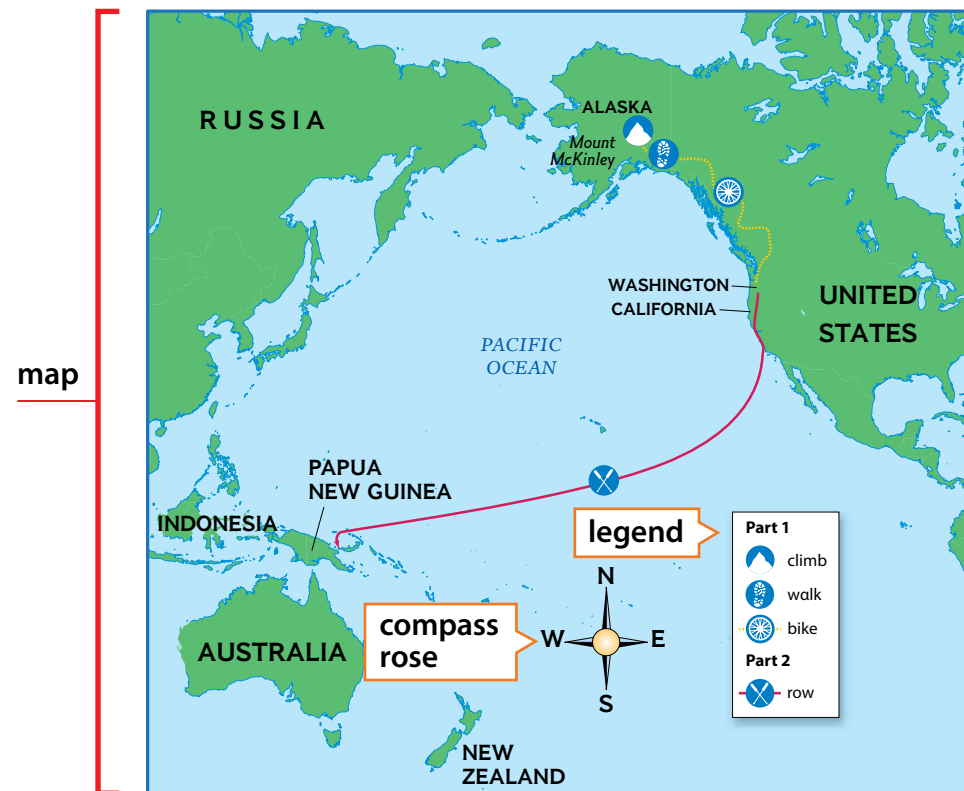 map
RUSSIA
ALASKA
Mount
McKinley
WASHINGTON
CALIFORNIA
UNITED
STATES
PACIFIC
OCEAN
PAPUA
NEW GUINEA
INDONESIA
AUSTRALIA
NEW
ZEALAND
compass
rose
N
W
E
S
legend
Part 1
climb
walk
bike
Part 2
row